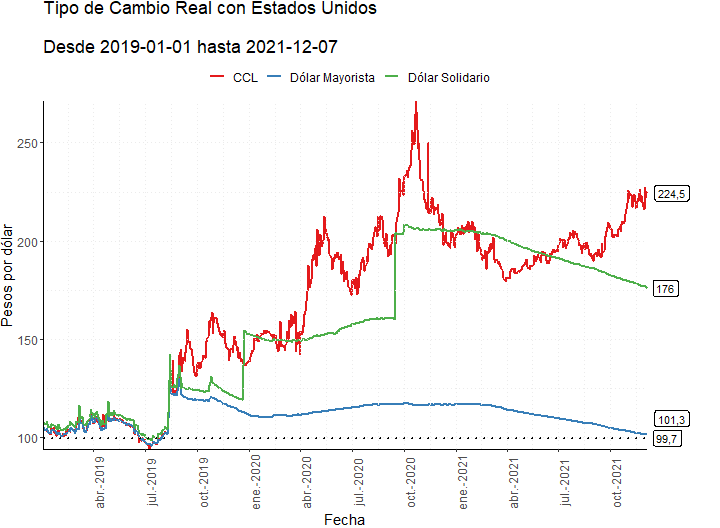 Tipo de Cambio Real con Estados Unidos
Desde 2019-01-01 hasta 2021-12-07
CCL Dólar Mayorista Dólar Solidario
Pesos por dólar
250
200
150
100
224,5
176
101,3
99,7
abr.-2019
jul.-2019
oct.-2019
ene.-2020
abr.-2020
jul.-2020
oct.-2020
ene.-2021
abr.-2021
jul.-2021
oct.-2021
Fecha